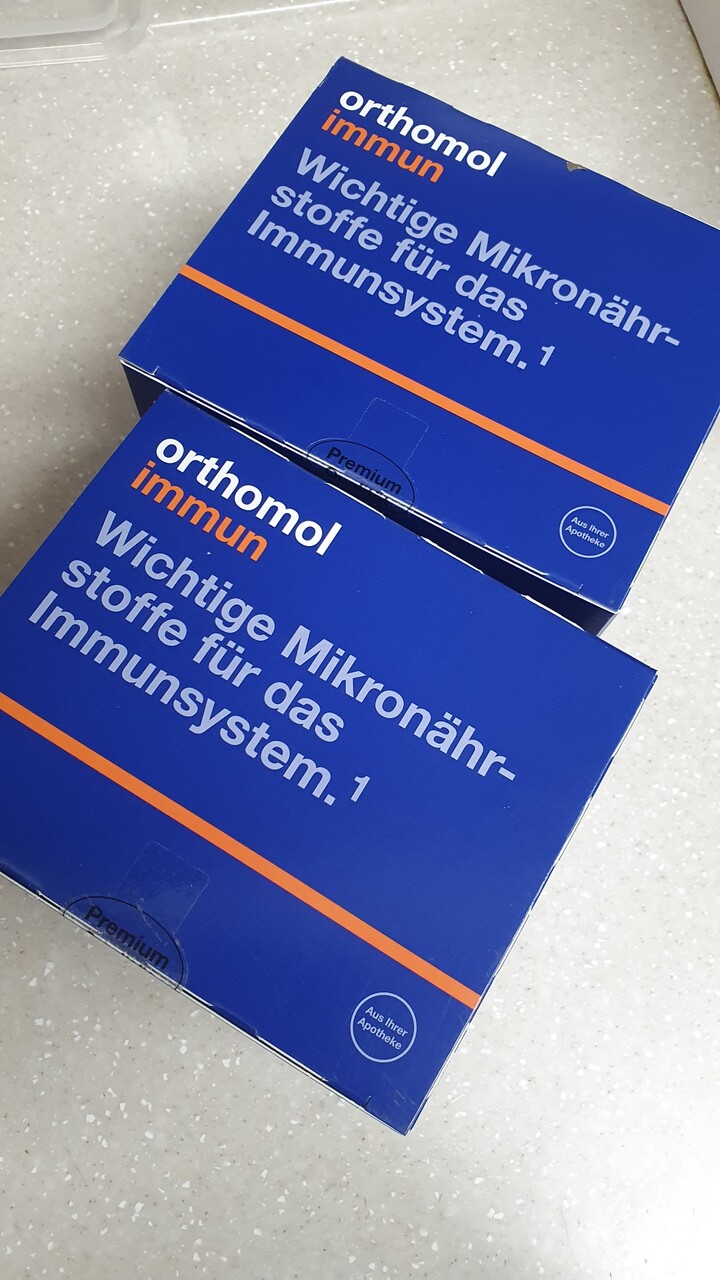 orthomol
immun
Wichtige Mikronähr-
stoffe für das
Immunsystem.¹
Premium
Aus Ihrer
Apotheke
orthomol
immun
Wichtige Mikronähr-
stoffe für das
Immunsystem.¹
Premium
Aus Ihrer
Apotheke